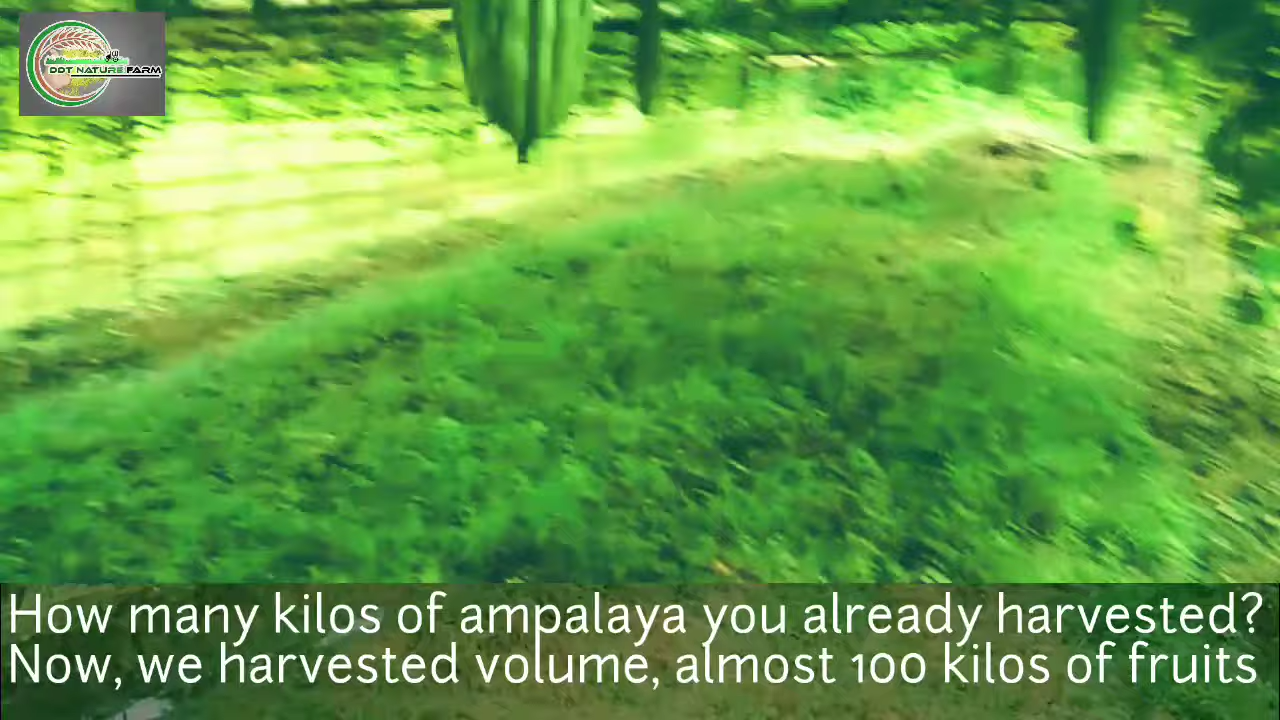 DDT NATURE FARM
How many kilos of ampalaya you already harvested?
Now, we harvested volume, almost 100 kilos of fruits